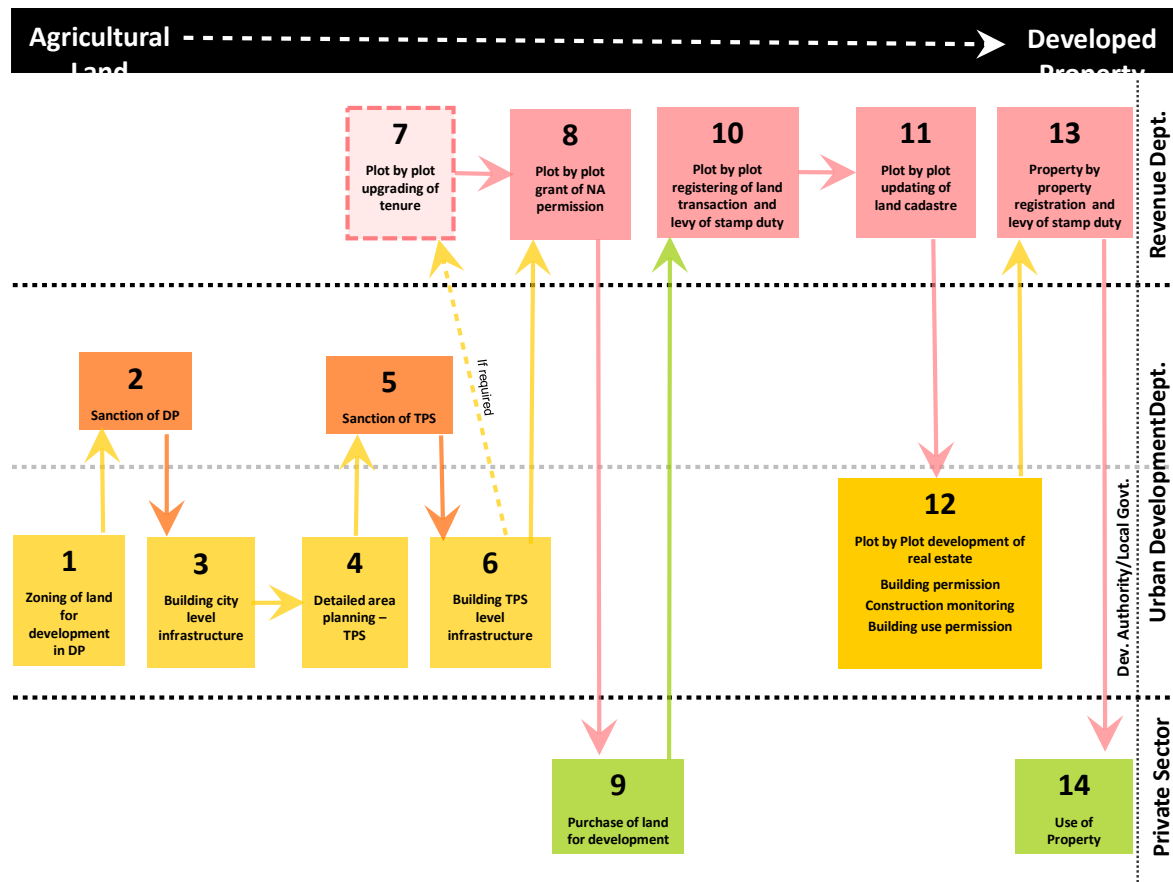 Agricultural
Land
Developed
Property
7
Plot by plot
upgrading of
tenure
8
Plot by plot
grant of NA
permission
10
Plot by plot
registering of land
transaction and
levy of stamp duty
11
Plot by plot
updating of
land cadastre
13
Property by
property
registration and
levy of stamp duty
Revenue Dept.
2
Sanction of DP
5
Sanction of TPS
If required
Urban DevelopmentDept.
1
Zoning of land
for
development
in DP
3
Building city
level
infrastructure
4
Detailed area
planning –
TPS
6
Building TPS
level
infrastructure
12
Plot by Plot development of
real estate
Building permission
Construction monitoring
Building use permission
Dev. Authority/Local Govt.
9
Purchase of land
for development
14
Use of
Property
Private Sector